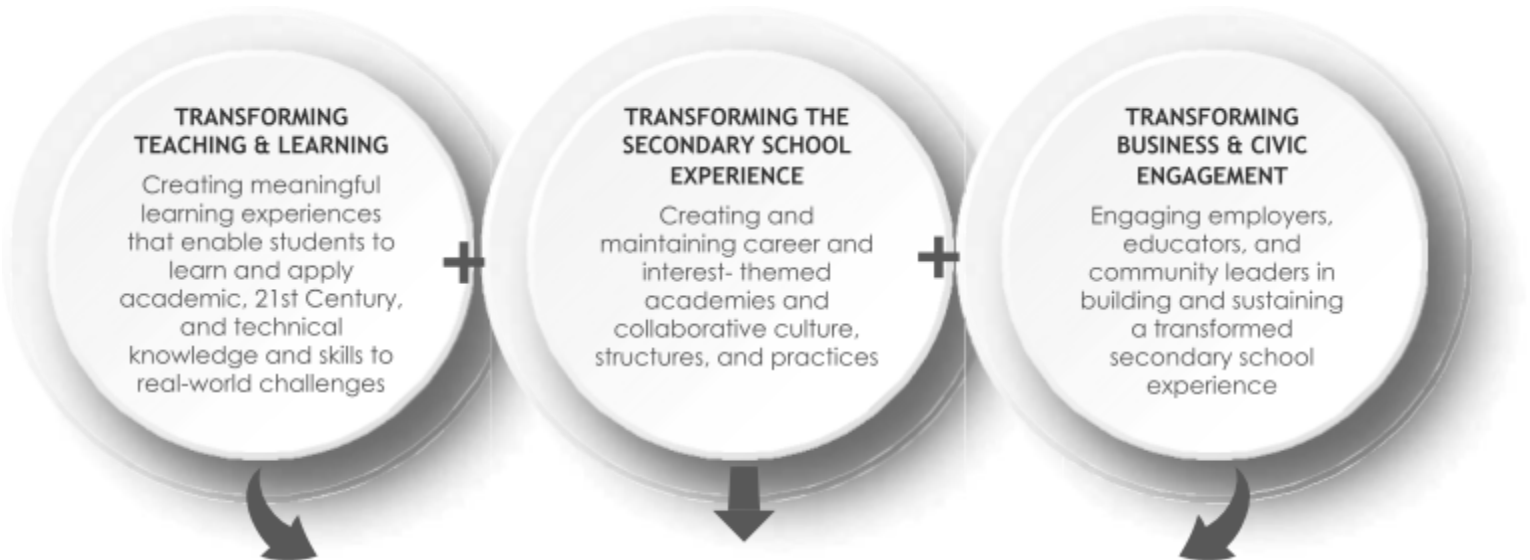 TRANSFORMING
TEACHING & LEARNING
Creating meaningful
learning experiences
that enable students to
learn and apply
academic, 21st Century,
and technical
knowledge and skills to
real-world challenges
+
TRANSFORMING THE
SECONDARY SCHOOL
EXPERIENCE
Creating and
maintaining career and
interest- themed
academies and
collaborative culture,
structures, and practices
+
TRANSFORMING
BUSINESS & CIVIC
ENGAGEMENT
Engaging employers,
educators, and
community leaders in
building and sustaining
a transformed
secondary school
experience